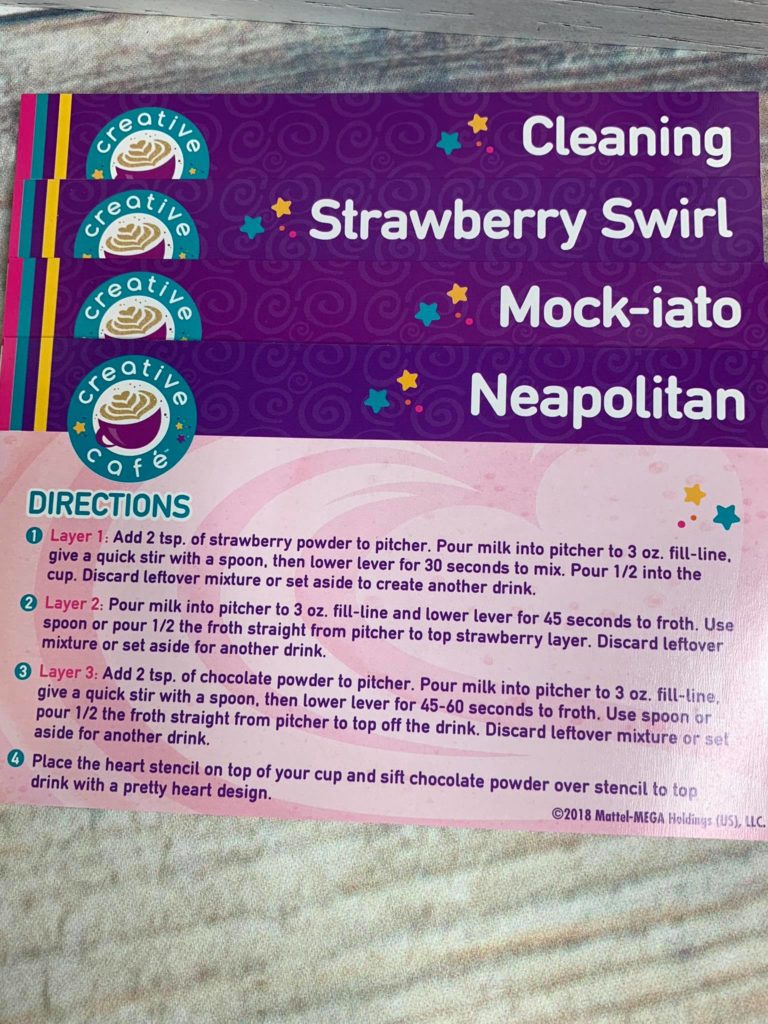 creative
Cleaning
creative
Strawberry Swirl
creative
Mock-iato
creative
café™
Neapolitan
DIRECTIONS
1 Layer 1: Add 2 tsp. of strawberry powder to pitcher. Pour milk into pitcher to 3 oz. fill-line,
give a quick stir with a spoon, then lower lever for 30 seconds to mix. Pour 1/2 into the
cup. Discard leftover mixture or set aside to create another drink.
2 Layer 2: Pour milk into pitcher to 3 oz. fill-line and lower lever for 45 seconds to froth. Use
spoon or pour 1/2 the froth straight from pitcher to top strawberry layer. Discard leftover
mixture or set aside for another drink.
3 Layer 3: Add 2 tsp. of chocolate powder to pitcher. Pour milk into pitcher to 3 oz. fill-line,
give a quick stir with a spoon, then lower lever for 45-60 seconds to froth. Use spoon or
pour 1/2 the froth straight from pitcher to top off the drink. Discard leftover mixture or set
aside for another drink.
4 Place the heart stencil on top of your cup and sift chocolate powder over stencil to top
drink with a pretty heart design.
©2018 Mattel-MEGA Holdings (US), LLC.